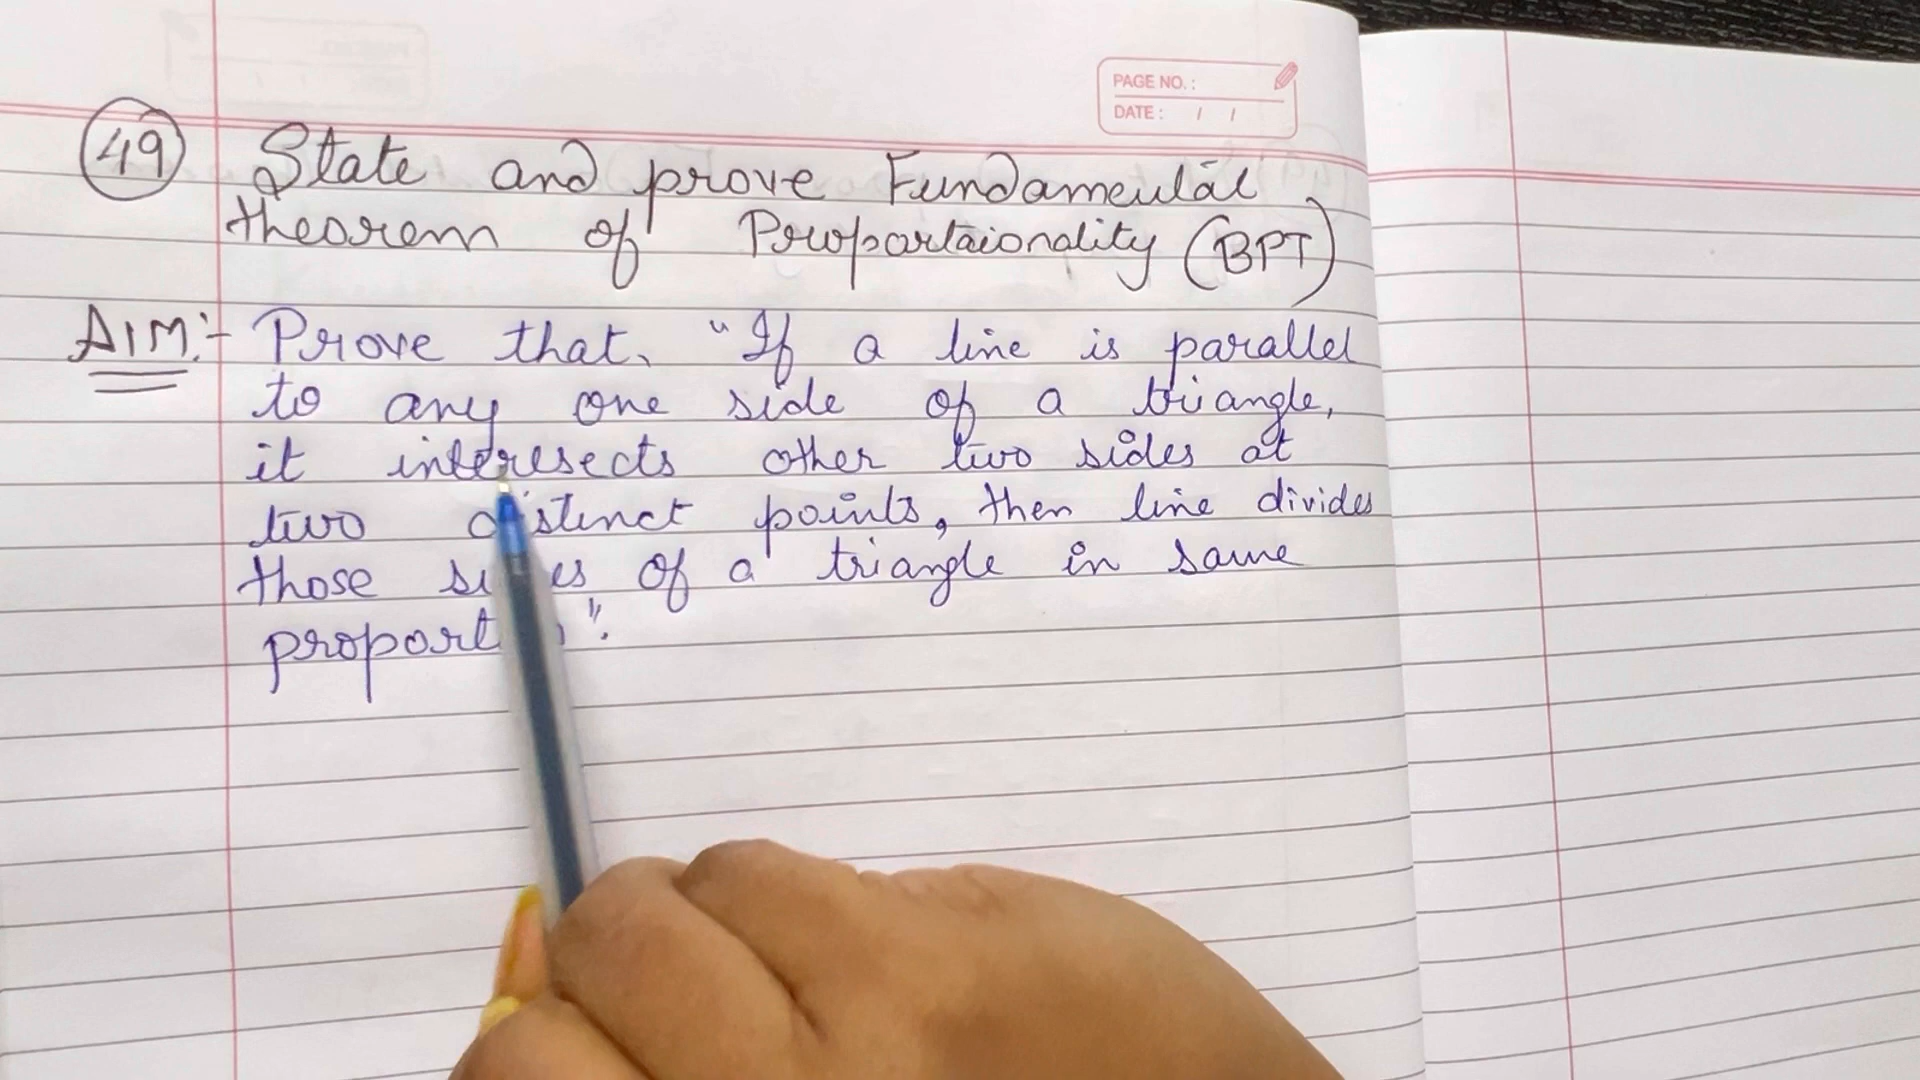 PAGE NO.:
DATE: / /
49 State and prove Fundamental
theorem of Proportaionality (BPT)
AIM:- Prove that, "If a line is parallel
to any one side of a triangle,
it interesects other two sides at
two distinct points, then line divides
those of a triangle in same
".